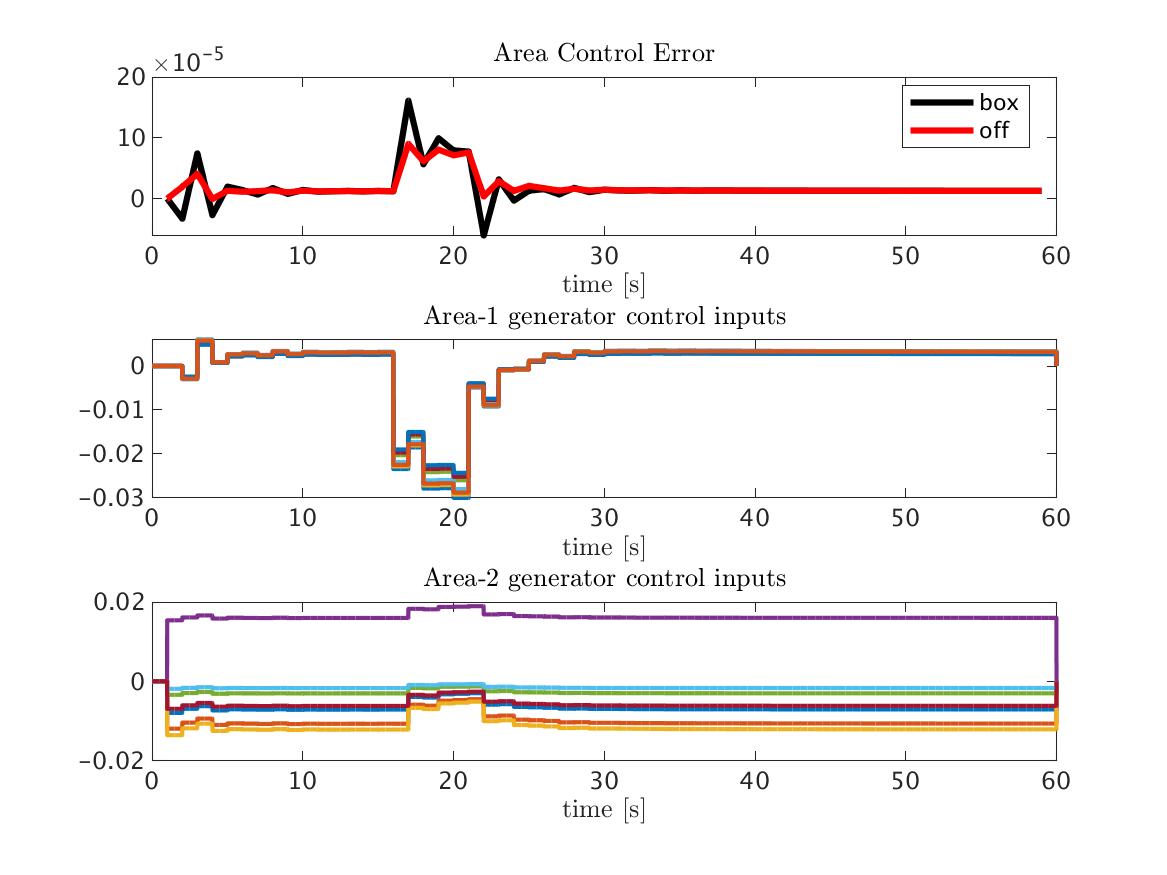 Area Control Error
×10⁻⁵
20
10
0
box
off
0 10 20 30 40 50 60
time [s]
Area-1 generator control inputs
0
−0.01
−0.02
−0.03
0 10 20 30 40 50 60
time [s]
Area-2 generator control inputs
0.02
0
−0.02
0 10 20 30 40 50 60
time [s]